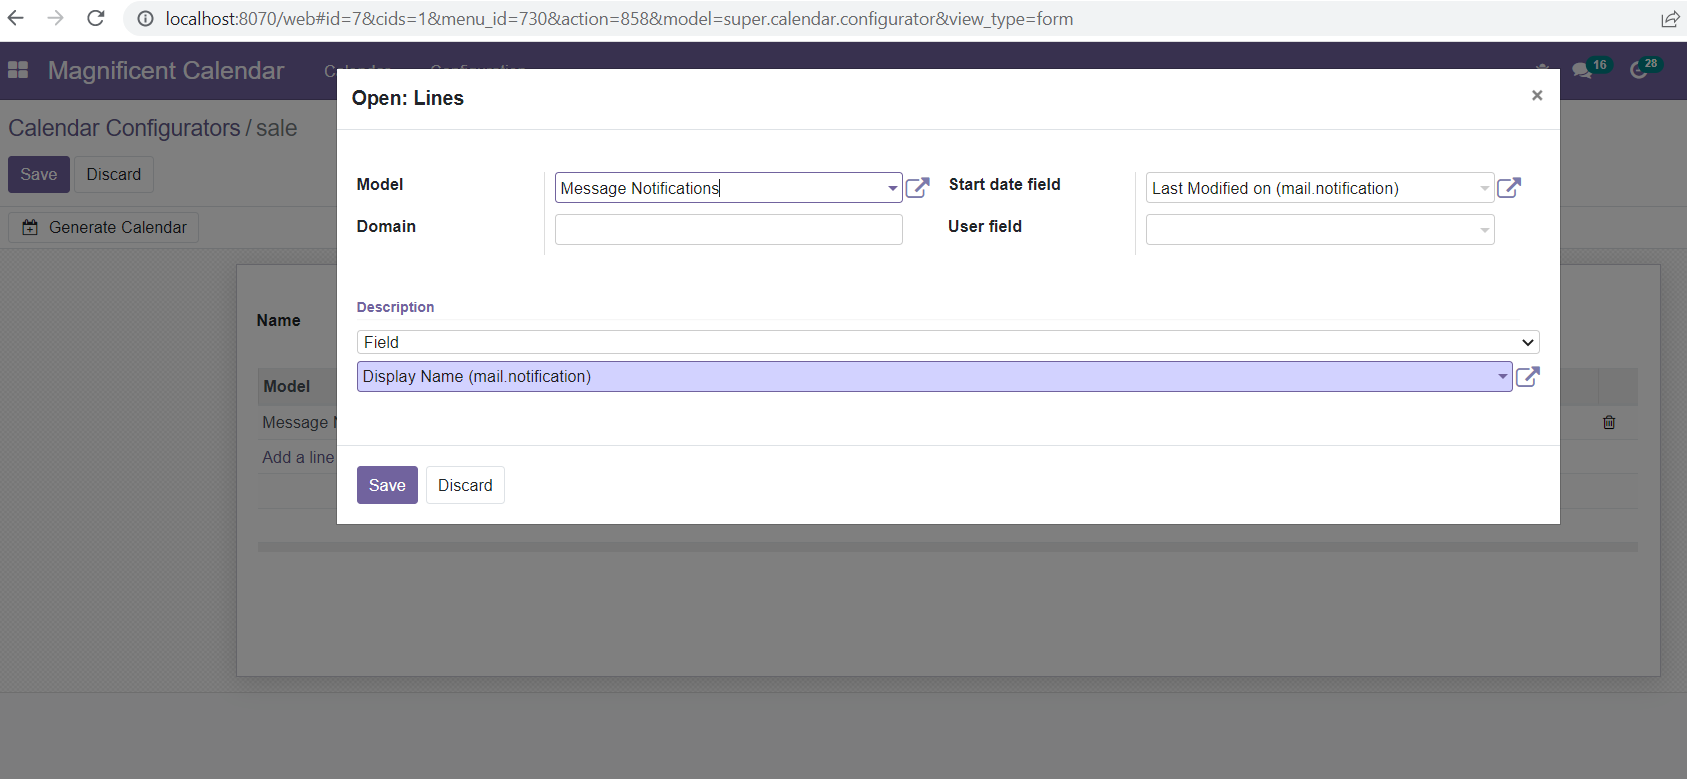 localhost:8070/web#id=7&cids=1&menu_id=730&action=858&model=super.calendar.configurator&view_type=form
Magnificent Calendar
Calendar
Configuration
16
28
Calendar Configurators / sale
Save
Discard
Generate Calendar
Open: Lines
×
Model
Message Notifications
Start date field
Last Modified on (mail.notification)
Domain
User field
Description
Field
Display Name (mail.notification)
Save
Discard
Name
Model
Message N
Add a line